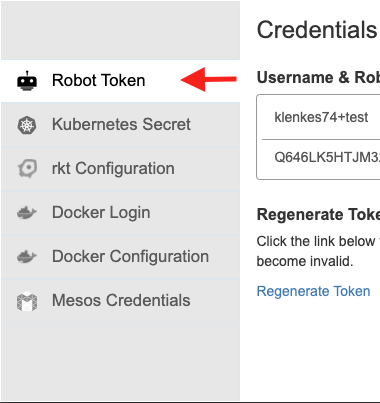 Credentials
Robot Token
Username & Rob
Kubernetes Secret
klenkes74+test
rkt Configuration
Q646LK5HTJM3
Docker Login
Regenerate Toke
Docker Configuration
Click the link below
become invalid.
Mesos Credentials
Regenerate Token